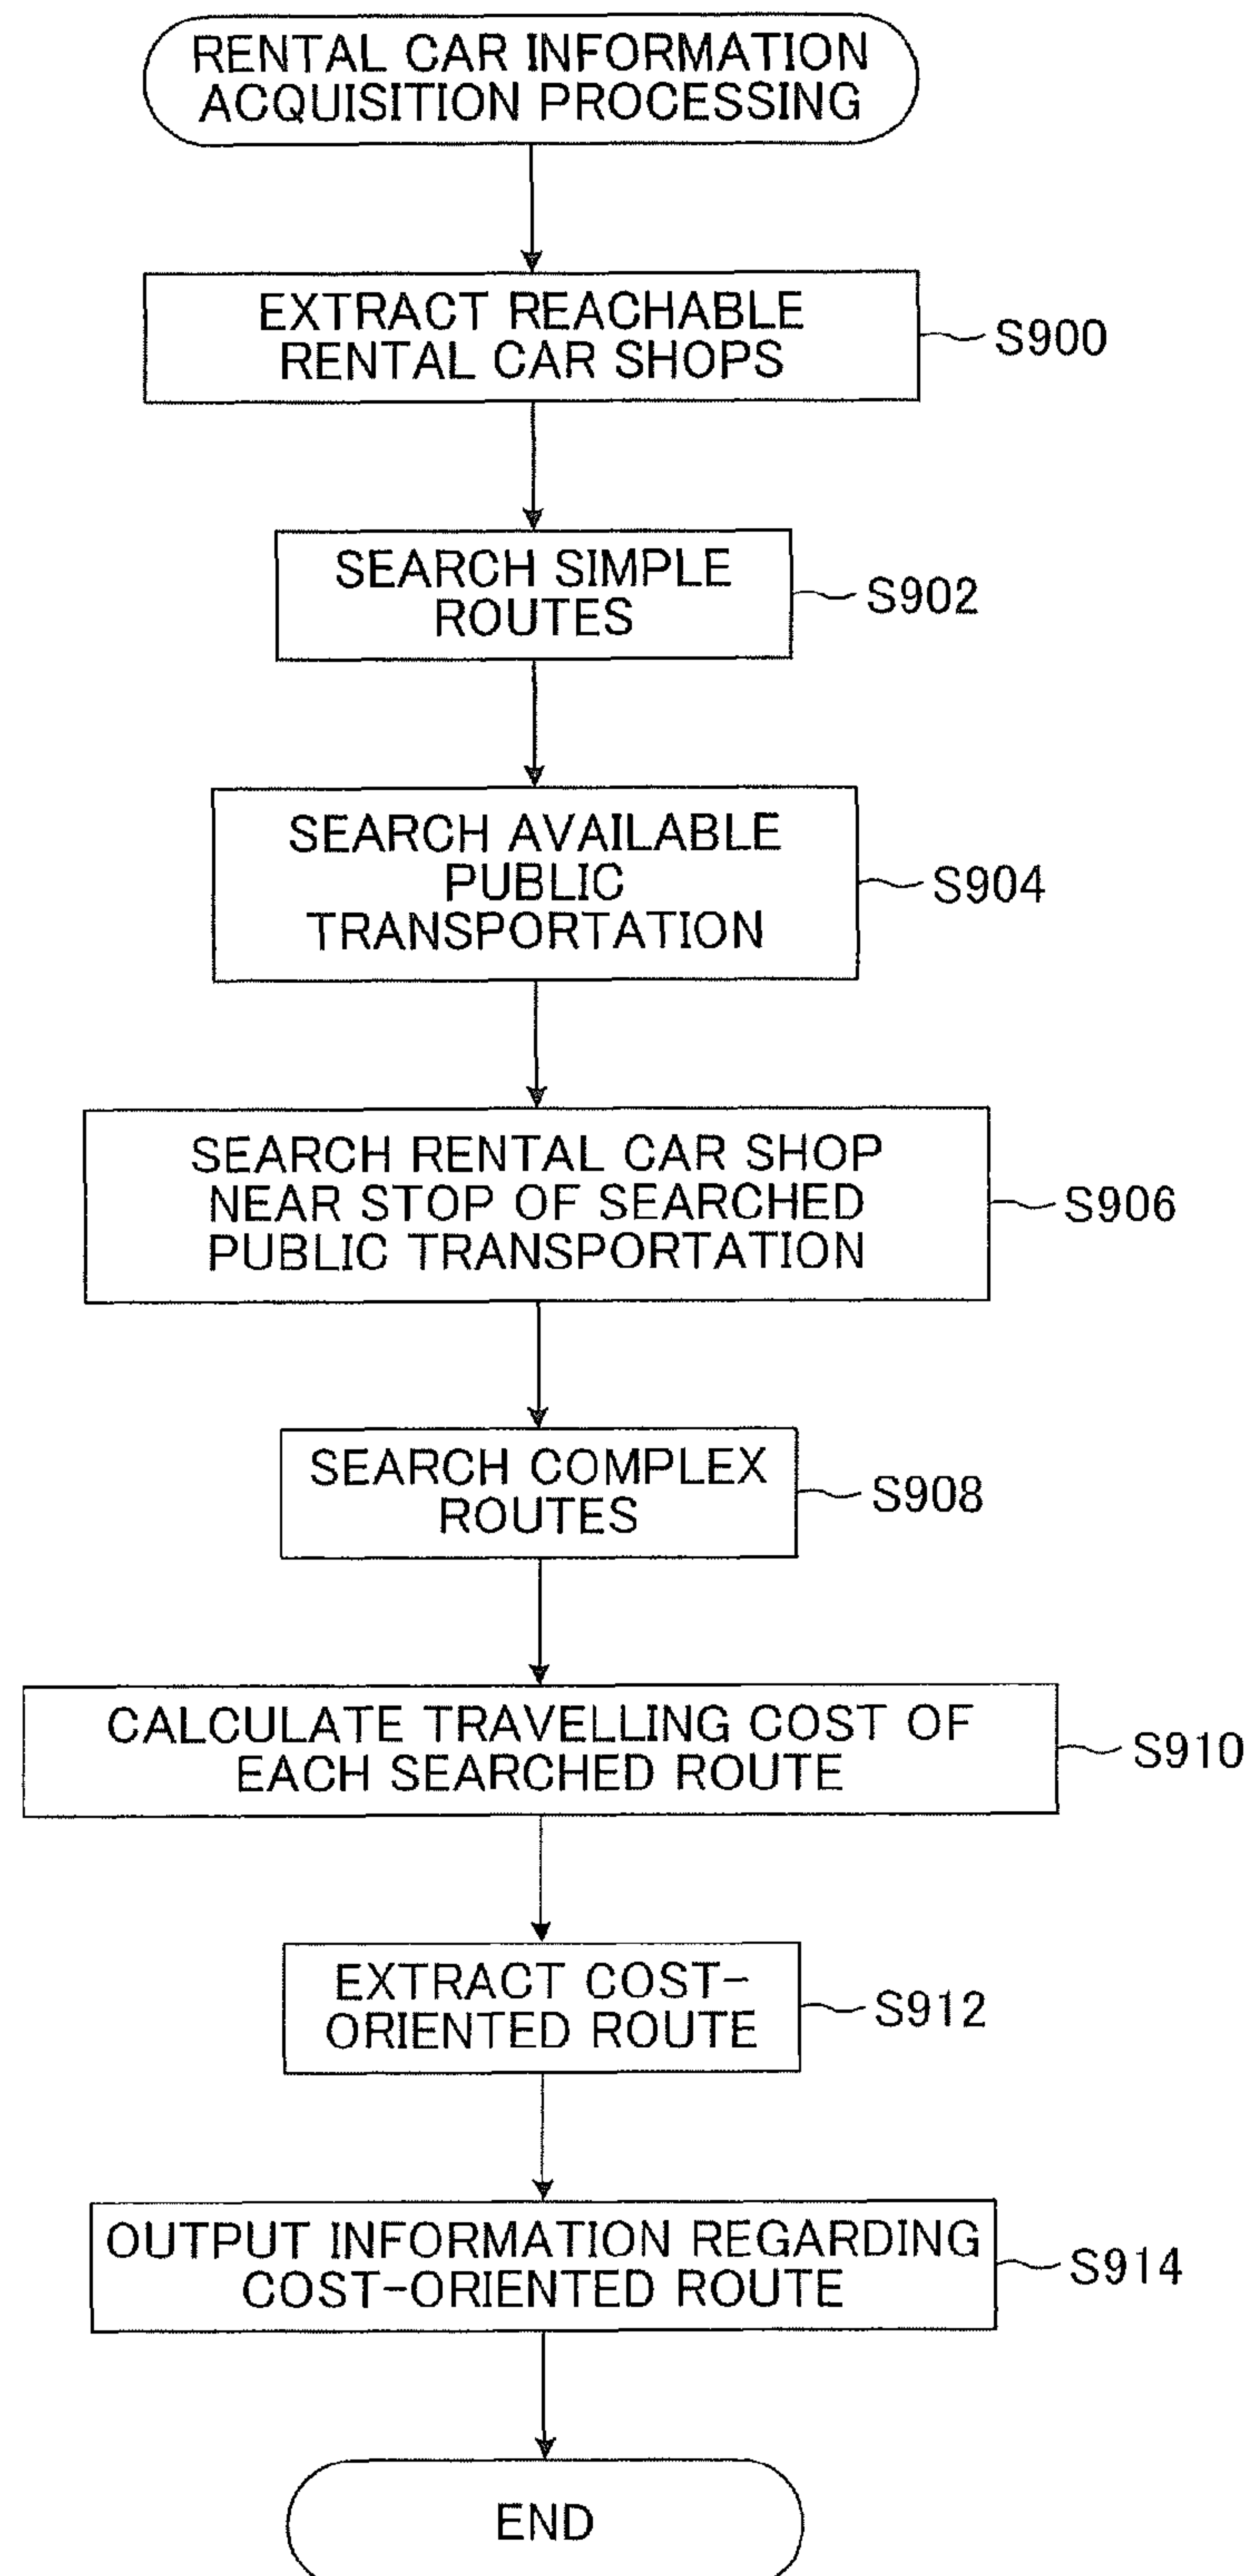 RENTAL CAR INFORMATION
ACQUISITION PROCESSING
EXTRACT REACHABLE
RENTAL CAR SHOPS
S900
SEARCH SIMPLE
ROUTES
S902
SEARCH AVAILABLE
PUBLIC
TRANSPORTATION
S904
SEARCH RENTAL CAR SHOP
NEAR STOP OF SEARCHED
PUBLIC TRANSPORTATION
S906
SEARCH COMPLEX
ROUTES
S908
CALCULATE TRAVELLING COST OF
EACH SEARCHED ROUTE
S910
EXTRACT COST-
ORIENTED ROUTE
S912
OUTPUT INFORMATION REGARDING
COST-ORIENTED ROUTE
S914
END